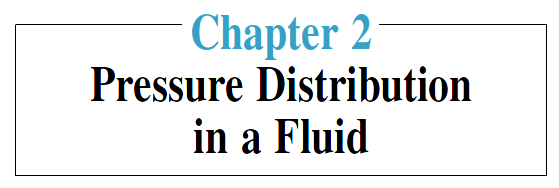 Chapter 2
Pressure Distribution
in a Fluid